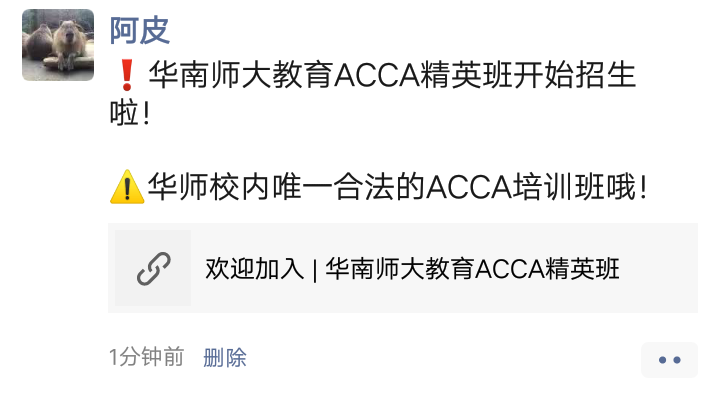 阿皮
❗华南师大教育ACCA精英班开始招生
啦！
⚠️华师校内唯一合法的ACCA培训班哦！
欢迎加入 | 华南师大教育ACCA精英班
1分钟前 删除